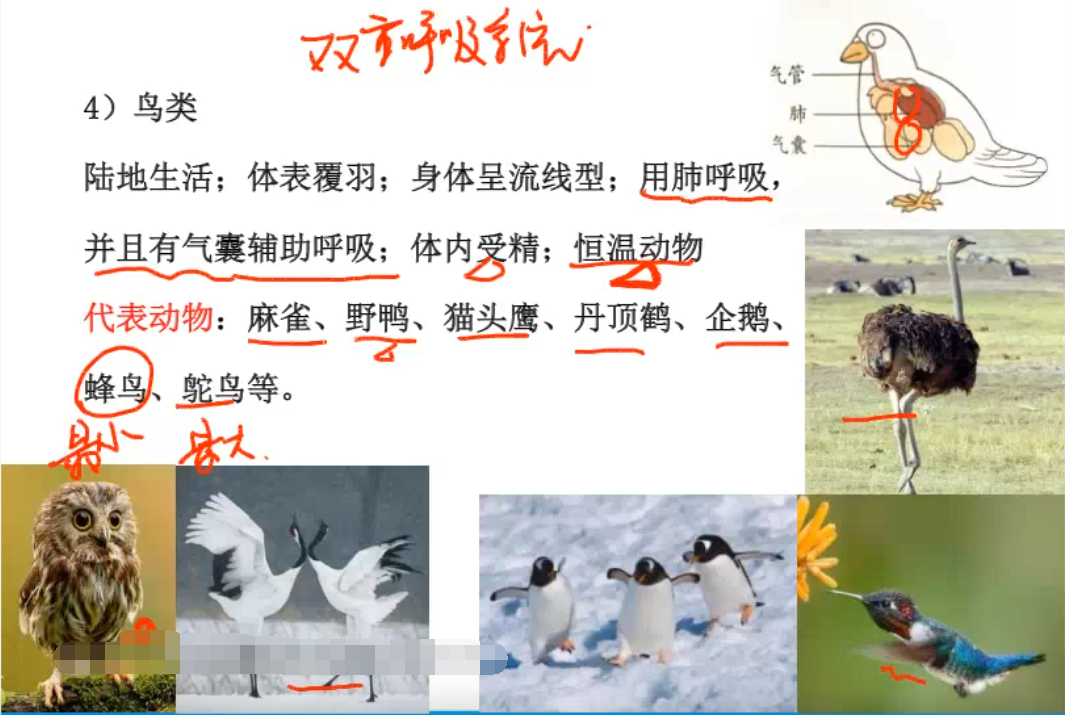 双重呼吸系统
气管
肺
气囊
4）鸟类
陆地生活；体表覆羽；身体呈流线型；用肺呼吸，
并且有气囊辅助呼吸；体内受精；恒温动物
代表动物：麻雀、野鸭、猫头鹰、丹顶鹤、企鹅、
蜂鸟、鸵鸟等。
最小 最大